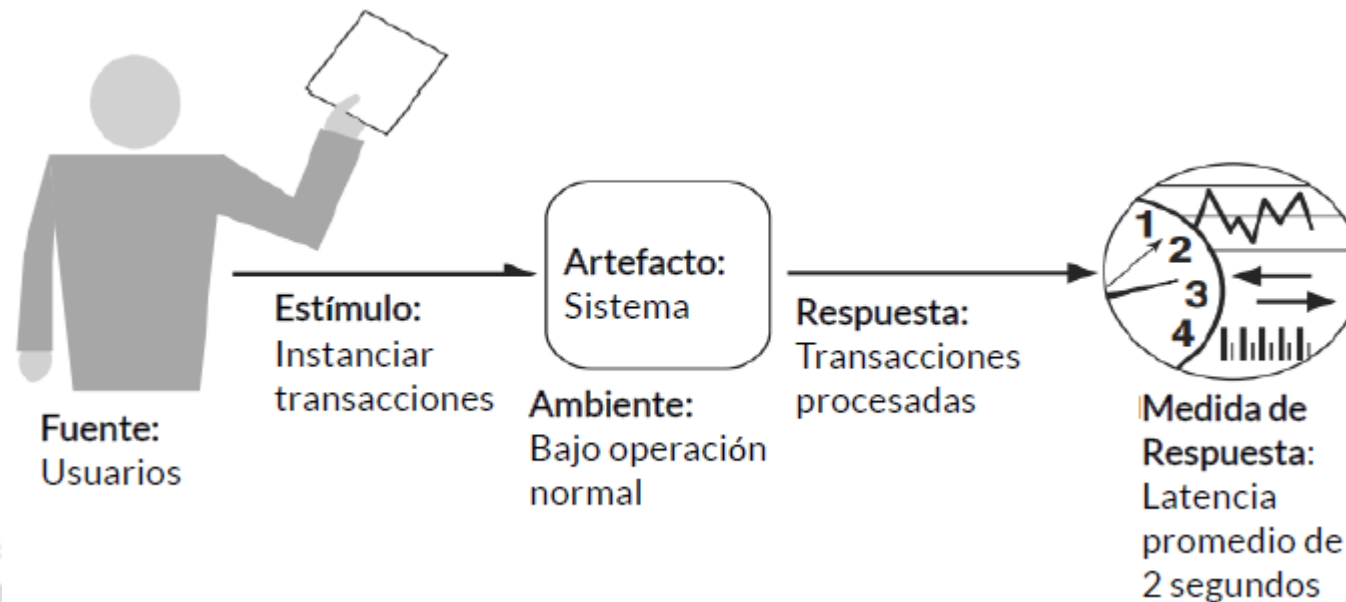 Fuente:
Usuarios
Estímulo:
Instanciar
transacciones
Artefacto:
Sistema
Ambiente:
Bajo operación
normal
Respuesta:
Transacciones
procesadas
1
2
3
4
Medida de
Respuesta:
Latencia
promedio de
2 segundos